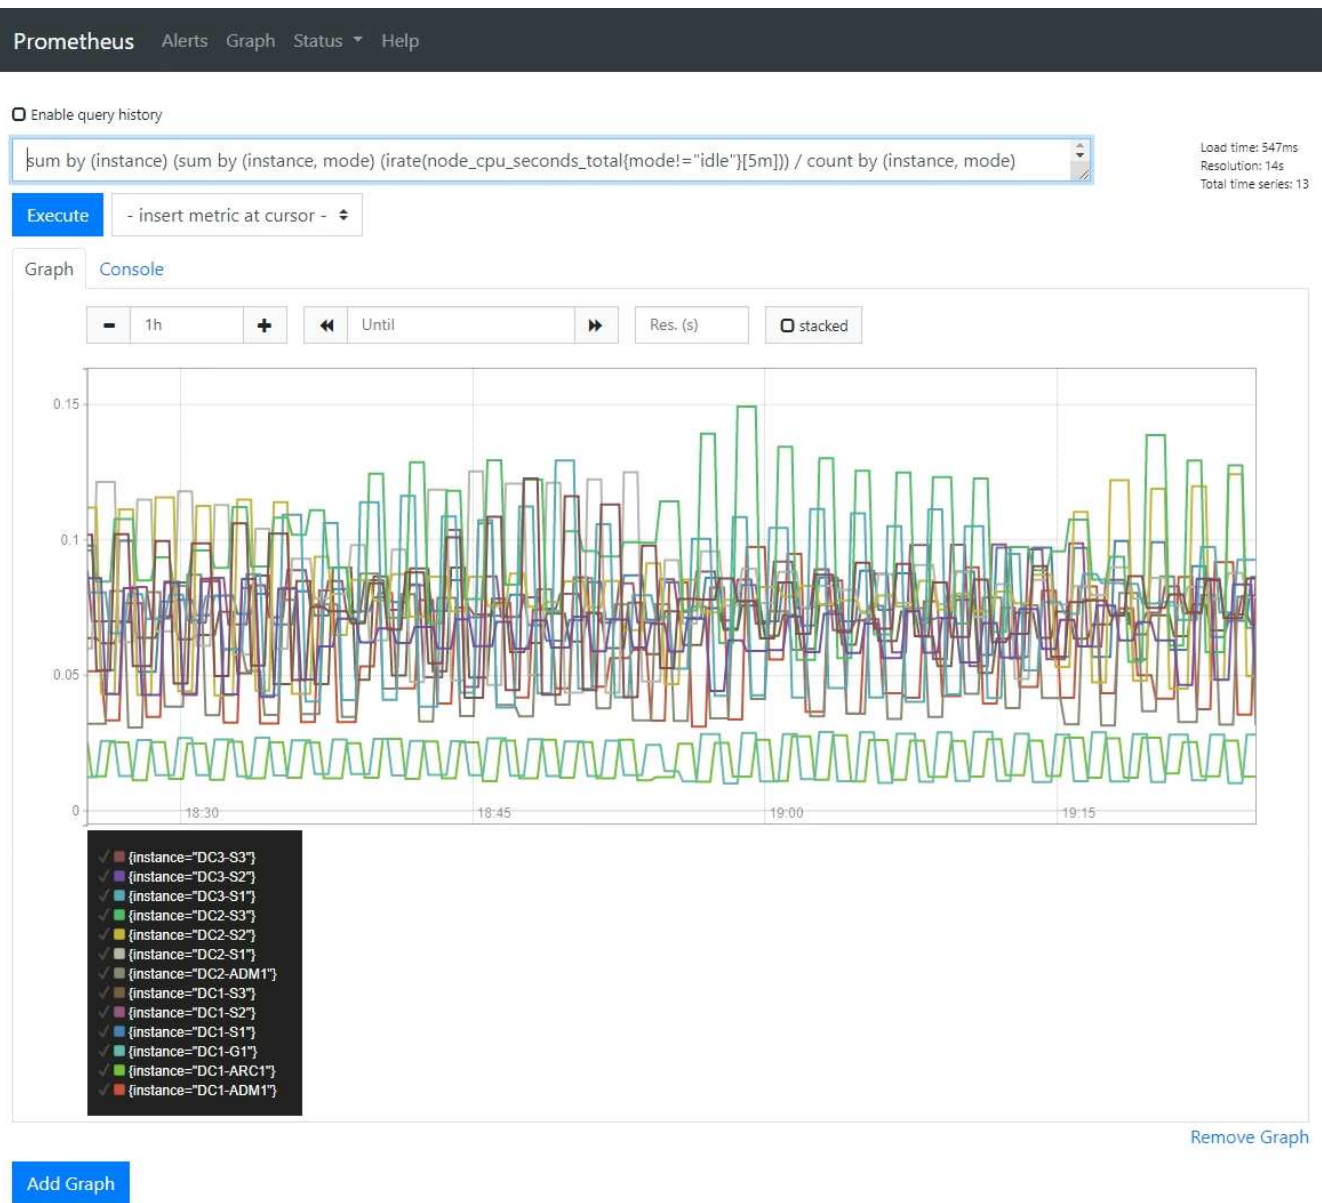 Prometheus Alerts Graph Status Help
Enable query history
sum by (instance) (sum by (instance, mode) (irate(node_cpu_seconds_total{mode!="idle"}[5m])) / count by (instance, mode)
Load time: 547ms
Resolution: 14s
Total time series: 13
Execute - insert metric at cursor -
Graph Console
1h Until Res. (s) stacked
0.15
0.1
0.05
0
18:30 18:45 19:00 19:15
{instance="DC3-S3"}
{instance="DC3-S2"}
{instance="DC3-S1"}
{instance="DC2-S3"}
{instance="DC2-S2"}
{instance="DC2-S1"}
{instance="DC2-ADM1"}
{instance="DC1-S3"}
{instance="DC1-S2"}
{instance="DC1-S1"}
{instance="DC1-G1"}
{instance="DC1-ARC1"}
{instance="DC1-ADM1"}
Remove Graph
Add Graph